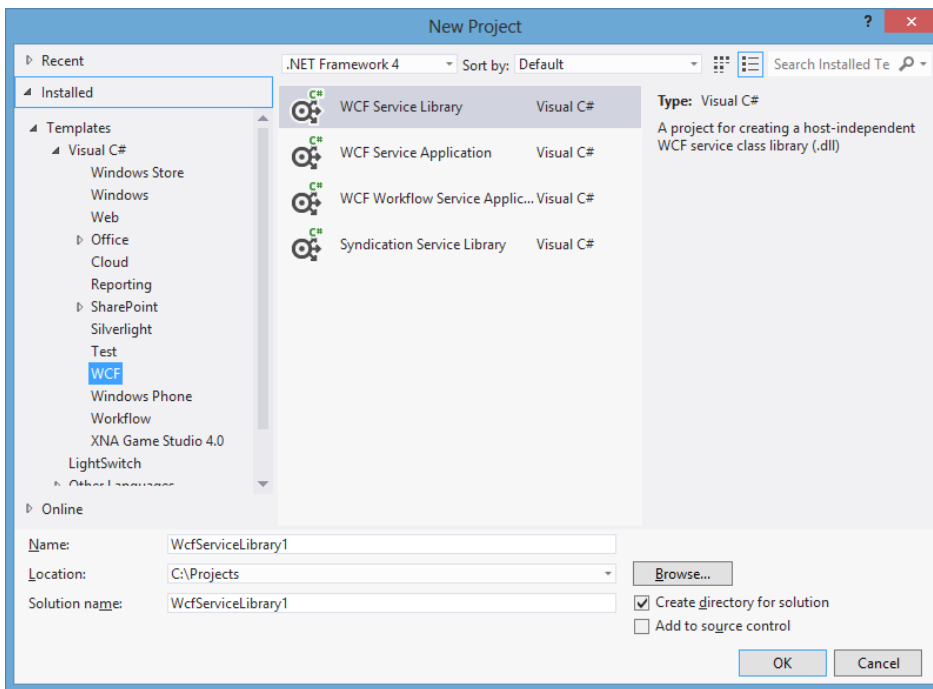 New Project
?
Recent
.NET Framework 4
Sort by: Default
Search Installed Te
Installed
Templates
Visual C#
Windows Store
Windows
Web
Office
Cloud
Reporting
SharePoint
Silverlight
Test
WCF
Windows Phone
Workflow
XNA Game Studio 4.0
LightSwitch
Other Languages
Online
C#
WCF Service Library Visual C#
C#
WCF Service Application Visual C#
C#
WCF Workflow Service Applic... Visual C#
C#
Syndication Service Library Visual C#
Type: Visual C#
A project for creating a host-independent
WCF service class library (.dll)
Name: WcfServiceLibrary1
Location: C:\Projects
Browse...
Solution name: WcfServiceLibrary1
Create directory for solution
Add to source control
OK
Cancel